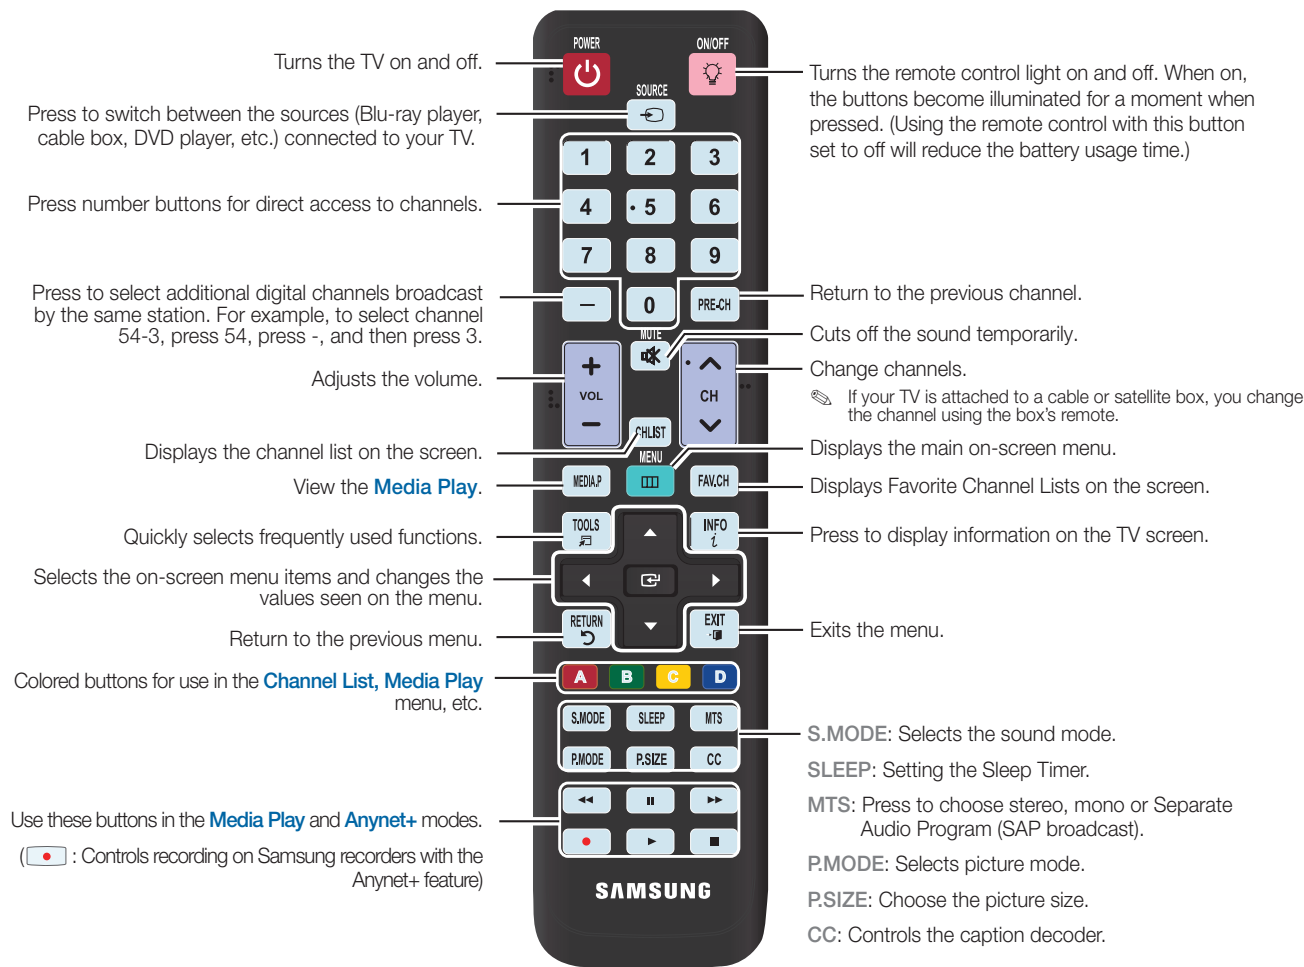 POWER
ON/OFF
Turns the TV on and off.
SOURCE
Turns the remote control light on and off. When on,
the buttons become illuminated for a moment when
pressed. (Using the remote control with this button
set to off will reduce the battery usage time.)
Press to switch between the sources (Blu-ray player,
cable box, DVD player, etc.) connected to your TV.
1 2 3
Press number buttons for direct access to channels.
4 5 6
7 8 9
Press to select additional digital channels broadcast
by the same station. For example, to select channel
54-3, press 54, press -, and then press 3.
— 0 PRE-CH
Return to the previous channel.
MUTE
Cuts off the sound temporarily.
Adjusts the volume.
+
VOL
−
CH
Change channels.
✎ If your TV is attached to a cable or satellite box, you change
the channel using the box's remote.
CHLIST
Displays the channel list on the screen.
MENU
Displays the main on-screen menu.
View the Media Play.
MEDIA.P
FAV.CH
Displays Favorite Channel Lists on the screen.
TOOLS
INFO
i
Quickly selects frequently used functions.
Press to display information on the TV screen.
Selects the on-screen menu items and changes the
values seen on the menu.
RETURN
EXIT
Return to the previous menu.
Exits the menu.
Colored buttons for use in the Channel List, Media Play
menu, etc.
A B C D
S.MODE SLEEP MTS
P.MODE P.SIZE CC
S.MODE: Selects the sound mode.
SLEEP: Setting the Sleep Timer.
MTS: Press to choose stereo, mono or Separate
Audio Program (SAP broadcast).
P.MODE: Selects picture mode.
P.SIZE: Choose the picture size.
CC: Controls the caption decoder.
Use these buttons in the Media Play and Anynet+ modes.
( : Controls recording on Samsung recorders with the
Anynet+ feature)
SAMSUNG